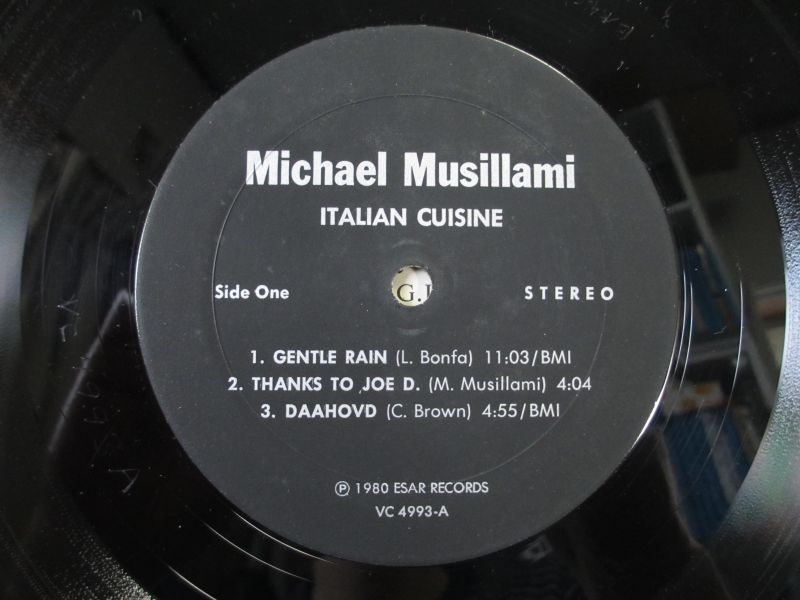 Michael Musillami
ITALIAN CUISINE
Side One
G.I
STEREO
1. GENTLE RAIN (L. Bonfa) 11:03/BMI
2. THANKS TO JOE D. (M. Musillami) 4:04
3. DAAHOVD (C. Brown) 4:55/BMI
Ⓟ 1980 ESAR RECORDS
VC 4993-A